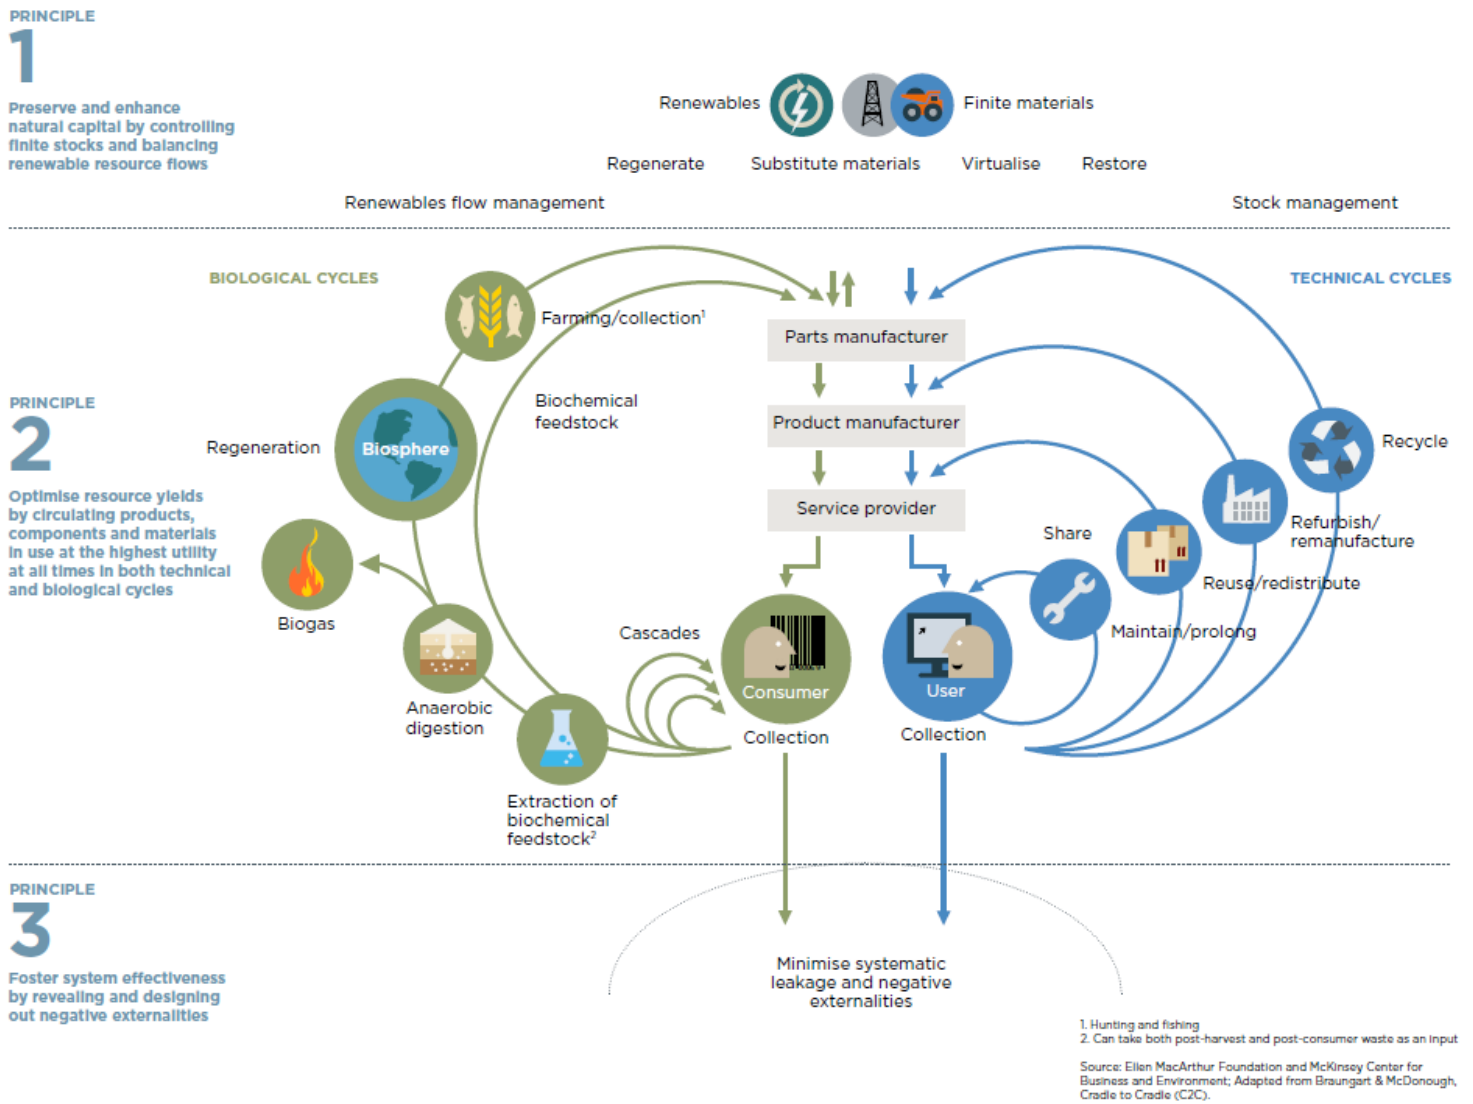 PRINCIPLE
1
Preserve and enhance
natural capital by controlling
finite stocks and balancing
renewable resource flows
Renewables
Finite materials
Regenerate
Substitute materials
Virtualise
Restore
Renewables flow management
Stock management
BIOLOGICAL CYCLES
TECHNICAL CYCLES
Farming/collection¹
Parts manufacturer
PRINCIPLE
2
Optimise resource yields
by circulating products,
components and materials
in use at the highest utility
at all times in both technical
and biological cycles
Biochemical
feedstock
Product manufacturer
Regeneration
Biosphere
Recycle
Service provider
Share
Refurbish/
remanufacture
Reuse/redistribute
Biogas
Cascades
Maintain/prolong
Consumer
User
Anaerobic
digestion
Collection
Collection
Extraction of
biochemical
feedstock²
PRINCIPLE
3
Foster system effectiveness
by revealing and designing
out negative externalities
Minimise systematic
leakage and negative
externalities
1. Hunting and fishing
2. Can take both post-harvest and post-consumer waste as an input
Source: Ellen MacArthur Foundation and McKinsey Center for
Business and Environment; Adapted from Braungart & McDonough,
Cradle to Cradle (C2C).